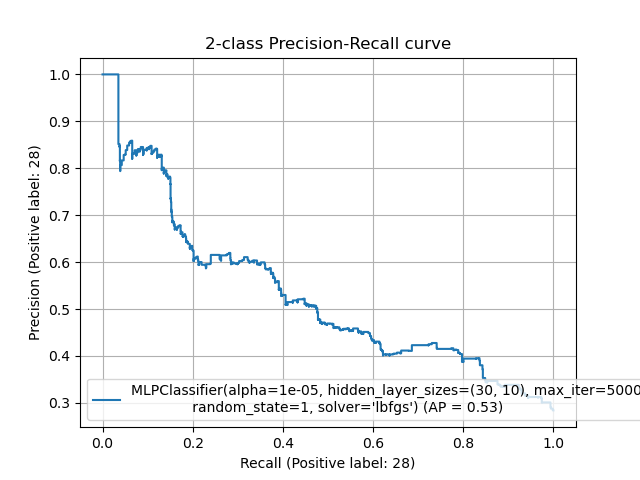 2-class Precision-Recall curve
Precision (Positive label: 28)
1.0
0.9
0.8
0.7
0.6
0.5
0.4
0.3
MLPClassifier(alpha=1e-05, hidden_layer_sizes=(30, 10), max_iter=5000
random_state=1, solver='lbfgs') (AP = 0.53)
0.0 0.2 0.4 0.6 0.8 1.0
Recall (Positive label: 28)